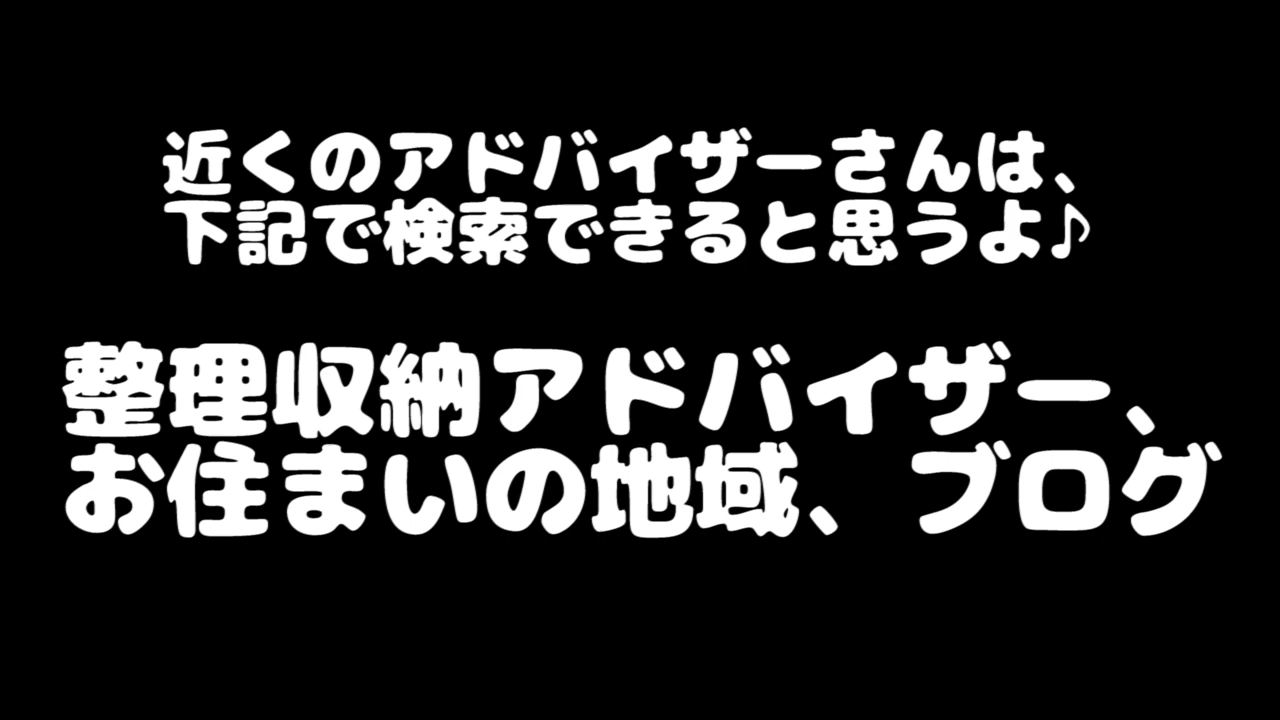 近くのアドバイザーさんは、
下記で検索できると思うよ♪
整理収納アドバイザー、
お住まいの地域、ブログ